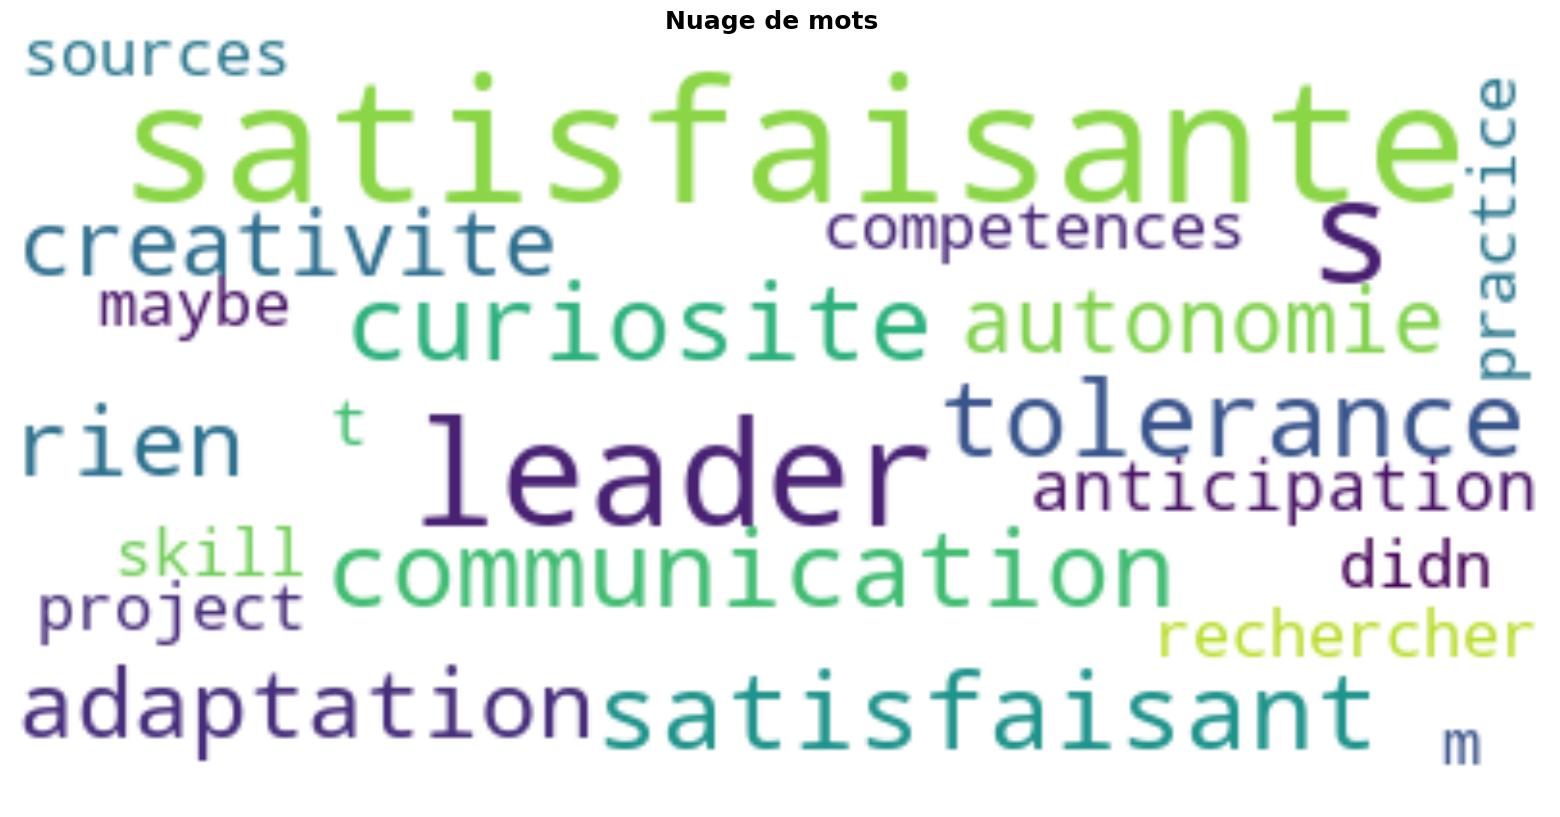 Nuage de mots
sources
satisfaisante
practice
creativite
competences
s
maybe
curiosite
autonomie
rien
t
leader
tolerance
anticipation
skill
communication
didn
project
rechercher
adaptation
satisfaisant
m